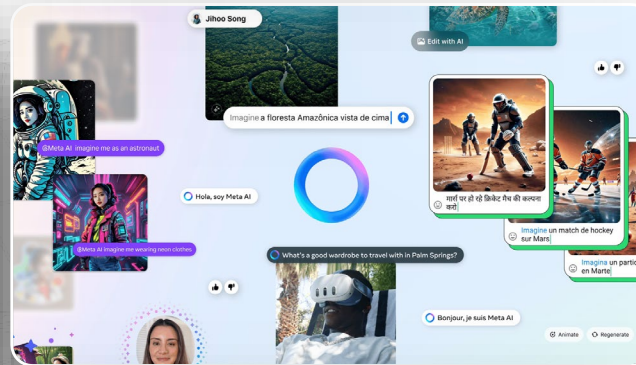 Jihoo Song
Edit with AI
Imagine a floresta Amazônica vista de cima
@Meta AI imagine me as an astronaut
Hola, soy Meta AI
मार्स पर हो रहे क्रिकेट मैच की कल्पना
करो
Imagine un match de hockey
sur Mars
@Meta AI imagine me wearing neon clothes
What's a good wardrobe to travel with in Palm Springs?
Imagina un partic
en Marte
Bonjour, je suis Meta AI
Animate
Regenerate